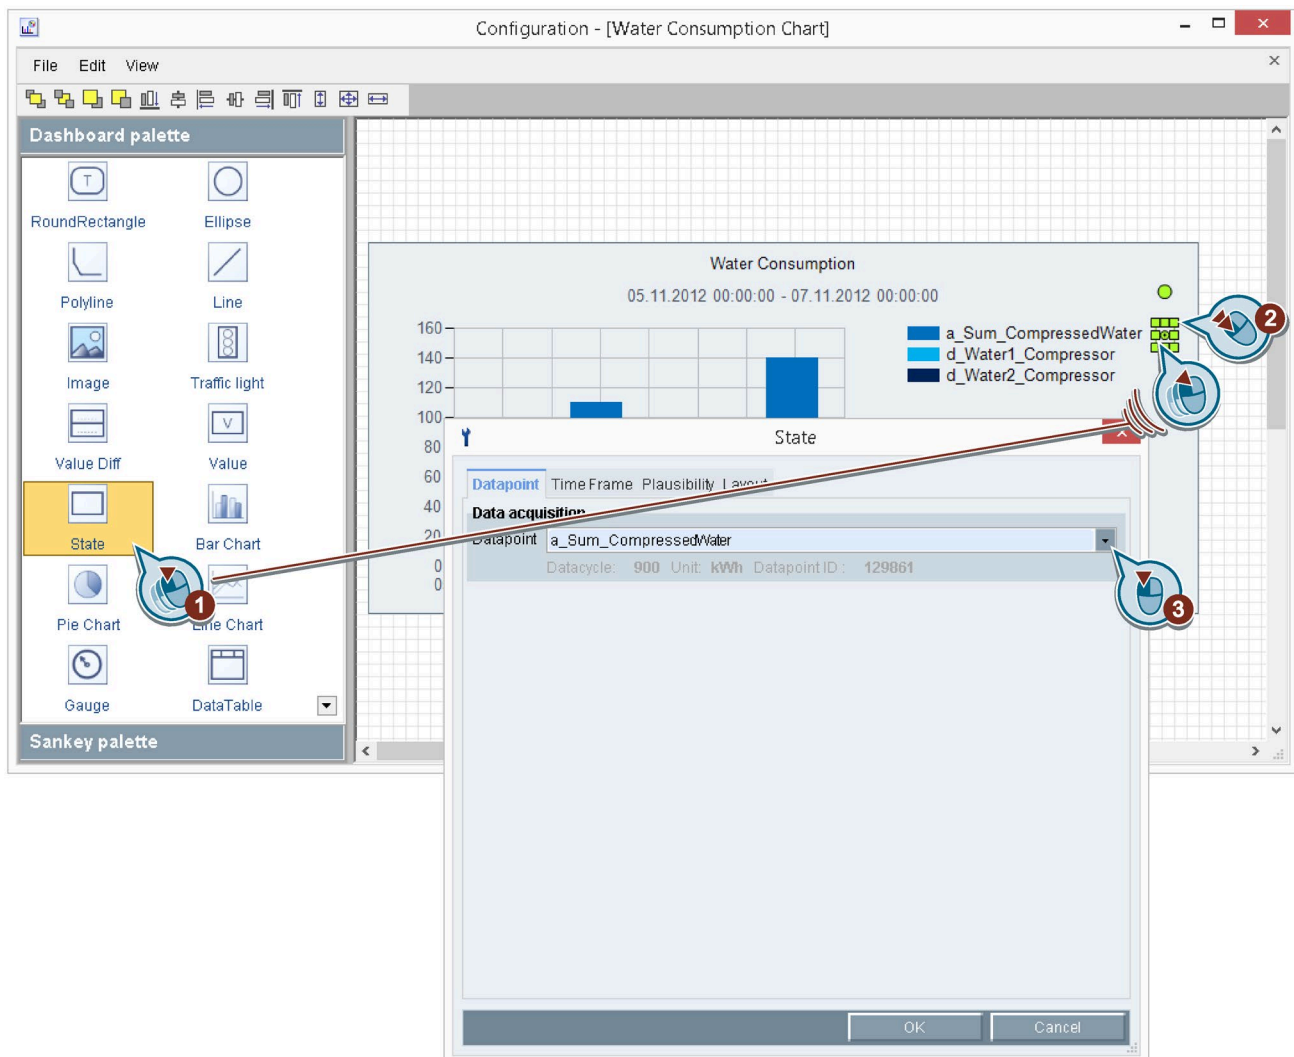 Configuration - [Water Consumption Chart]
File Edit View
Dashboard palette
T
RoundRectangle Ellipse
Polyline Line
Image Traffic light
V
Value Diff Value
State Bar Chart
Pie Chart Line Chart
Gauge DataTable
Sankey palette
Water Consumption
05.11.2012 00:00:00 - 07.11.2012 00:00:00
160
140
120
100
80
60
40
20
0
0
a_Sum_CompressedWater
d_Water1_Compressor
d_Water2_Compressor
1
2
3
State
Datapoint Time Frame Plausibility Layout
Data acquisition
Datapoint a_Sum_CompressedWater
Datacycle: 900 Unit: kWh Datapoint ID : 129861
OK Cancel